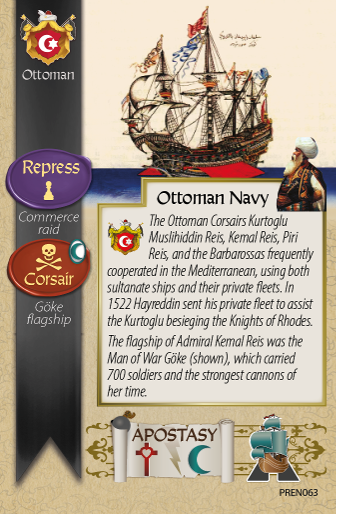 Ottoman
Repress
Commerce
raid
Corsair
Göke
flagship
Ottoman Navy
The Ottoman Corsairs Kurtoglu
Muslihiddin Reis, Kemal Reis, Piri
Reis, and the Barbarossas frequently
cooperated in the Mediterranean, using both
sultanate ships and their private fleets. In
1522 Hayreddin sent his private fleet to assist
the Kurtoglu besieging the Knights of Rhodes.
The flagship of Admiral Kemal Reis was the
Man of War Göke (shown), which carried
700 soldiers and the strongest cannons of
her time.
APOSTASY
PREN063